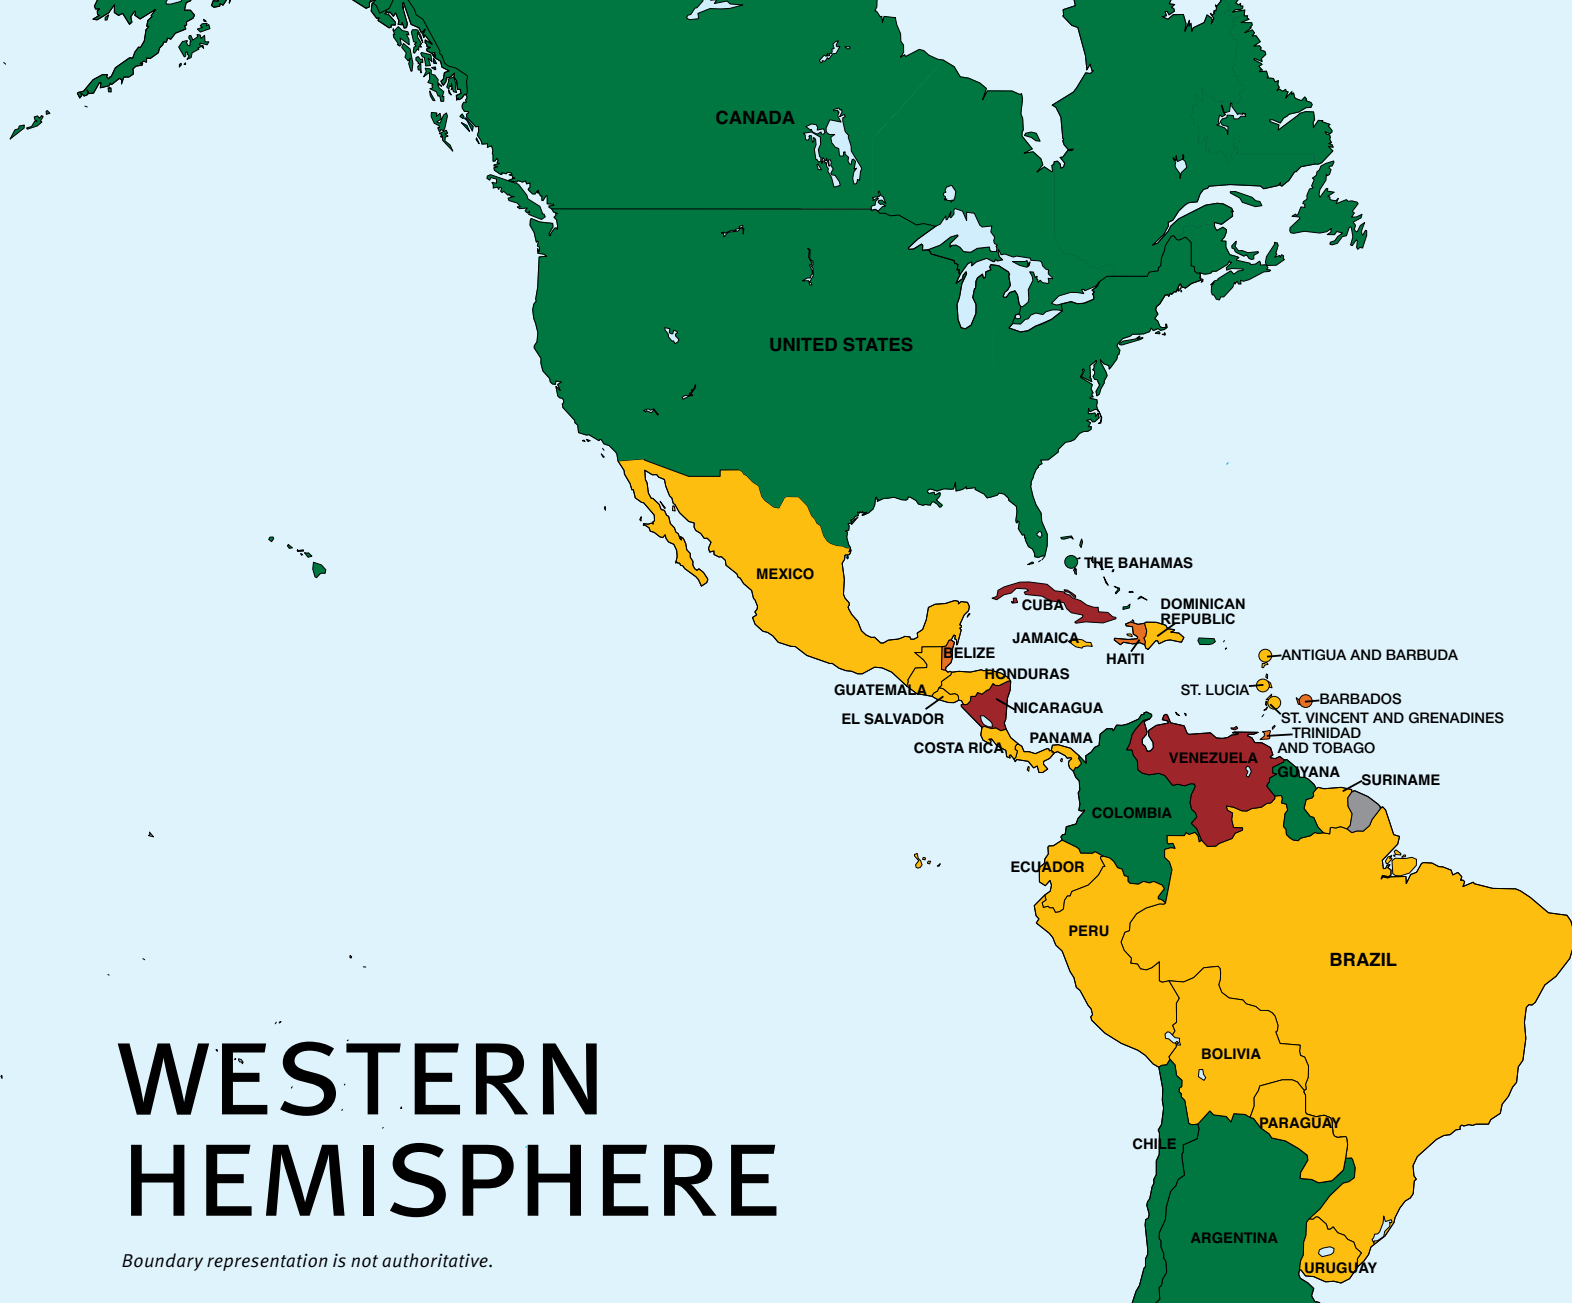 CANADA
UNITED STATES
MEXICO
THE BAHAMAS
CUBA
DOMINICAN
REPUBLIC
JAMAICA
HAITI
BELIZE
ANTIGUA AND BARBUDA
HONDURAS
GUATEMALA
ST. LUCIA
BARBADOS
NICARAGUA
EL SALVADOR
ST. VINCENT AND GRENADINES
TRINIDAD
AND TOBAGO
PANAMA
COSTA RICA
VENEZUELA
GUYANA
SURINAME
COLOMBIA
ECUADOR
PERU
BRAZIL
BOLIVIA
PARAGUAY
CHILE
ARGENTINA
URUGUAY
WESTERN
HEMISPHERE
Boundary representation is not authoritative.